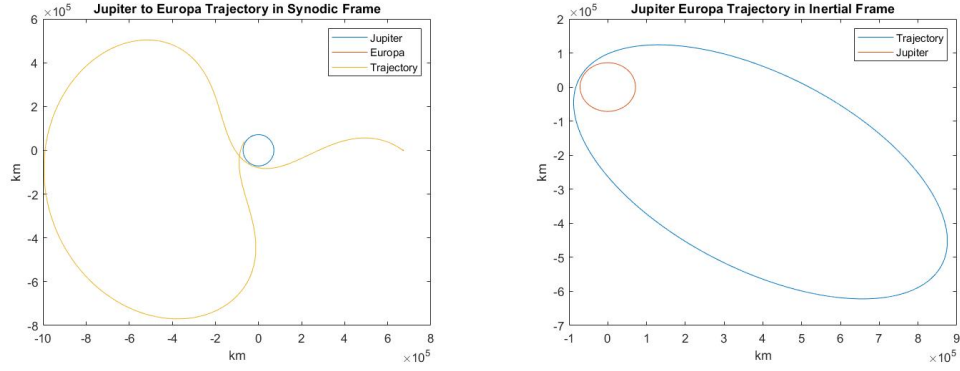 Jupiter to Europa Trajectory in Synodic Frame
6 ×10^5
4
2
0
-2
-4
-6
-8
km
Jupiter
Europa
Trajectory
-10 -8 -6 -4 -2 0 2 4 6 8
km
×10^5
Jupiter Europa Trajectory in Inertial Frame
2 ×10^5
1
0
-1
-2
-3
-4
-5
-6
-7
km
Trajectory
Jupiter
-1 0 1 2 3 4 5 6 7 8 9
km
×10^5